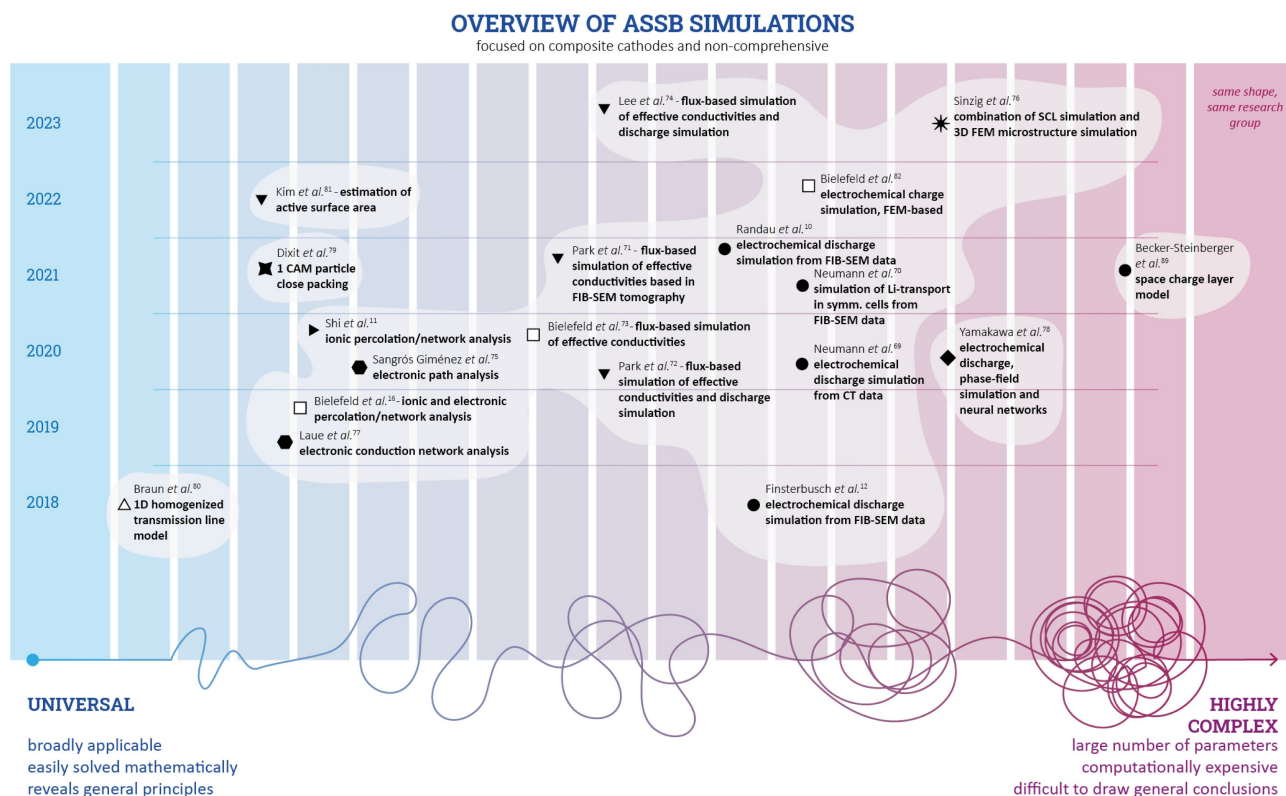 OVERVIEW OF ASSB SIMULATIONS
focused on composite cathodes and non-comprehensive
same shape,
same research
group
2023
Lee et al.74 - flux-based simulation
of effective conductivities and
discharge simulation
Sinzig et al.76
combination of SCL simulation and
3D FEM microstructure simulation
2022
Kim et al.81 - estimation of
active surface area
Bielefeld et al.82
electrochemical charge
simulation, FEM-based
2021
Dixit et al.79
1 CAM particle
close packing
Park et al.71 - flux-based
simulation of effective
conductivities based in
FIB-SEM tomography
Randau et al.10
electrochemical discharge
simulation from FIB-SEM data
Neumann et al.70
simulation of Li-transport
in symm. cells from
FIB-SEM data
Becker-Steinberger
et al.89
space charge layer
model
2020
Shi et al.11
ionic percolation/network analysis
Sangrós Giménez et al.75
electronic path analysis
Bielefeld et al.73 - flux-based simulation
of effective conductivities
Park et al.72 - flux-based
simulation of effective
conductivities and discharge
simulation
Neumann et al.69
electrochemical
discharge simulation
from CT data
Yamakawa et al.78
electrochemical
discharge,
phase-field
simulation and
neural networks
2019
Bielefeld et al.16 - ionic and electronic
percolation/network analysis
Laue et al.77
electronic conduction network analysis
2018
Braun et al.80
1D homogenized
transmission line
model
Finsterbusch et al.12
electrochemical discharge
simulation from FIB-SEM data
UNIVERSAL
broadly applicable
easily solved mathematically
reveals general principles
HIGHLY
COMPLEX
large number of parameters
computationally expensive
difficult to draw general conclusions